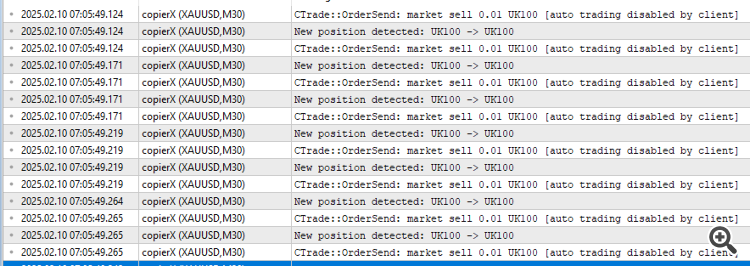 2025.02.10 07:05:49.124 copierX (XAUUSD,M30) CTrade::OrderSend: market sell 0.01 UK100 [auto trading disabled by client]
2025.02.10 07:05:49.124 copierX (XAUUSD,M30) New position detected: UK100 -> UK100
2025.02.10 07:05:49.124 copierX (XAUUSD,M30) CTrade::OrderSend: market sell 0.01 UK100 [auto trading disabled by client]
2025.02.10 07:05:49.171 copierX (XAUUSD,M30) New position detected: UK100 -> UK100
2025.02.10 07:05:49.171 copierX (XAUUSD,M30) CTrade::OrderSend: market sell 0.01 UK100 [auto trading disabled by client]
2025.02.10 07:05:49.171 copierX (XAUUSD,M30) New position detected: UK100 -> UK100
2025.02.10 07:05:49.171 copierX (XAUUSD,M30) CTrade::OrderSend: market sell 0.01 UK100 [auto trading disabled by client]
2025.02.10 07:05:49.219 copierX (XAUUSD,M30) New position detected: UK100 -> UK100
2025.02.10 07:05:49.219 copierX (XAUUSD,M30) CTrade::OrderSend: market sell 0.01 UK100 [auto trading disabled by client]
2025.02.10 07:05:49.219 copierX (XAUUSD,M30) New position detected: UK100 -> UK100
2025.02.10 07:05:49.219 copierX (XAUUSD,M30) CTrade::OrderSend: market sell 0.01 UK100 [auto trading disabled by client]
2025.02.10 07:05:49.264 copierX (XAUUSD,M30) New position detected: UK100 -> UK100
2025.02.10 07:05:49.265 copierX (XAUUSD,M30) CTrade::OrderSend: market sell 0.01 UK100 [auto trading disabled by client]
2025.02.10 07:05:49.265 copierX (XAUUSD,M30) New position detected: UK100 -> UK100
2025.02.10 07:05:49.265 copierX (XAUUSD,M30) CTrade::OrderSend: market sell 0.01 UK100 [auto trading disabled by client]